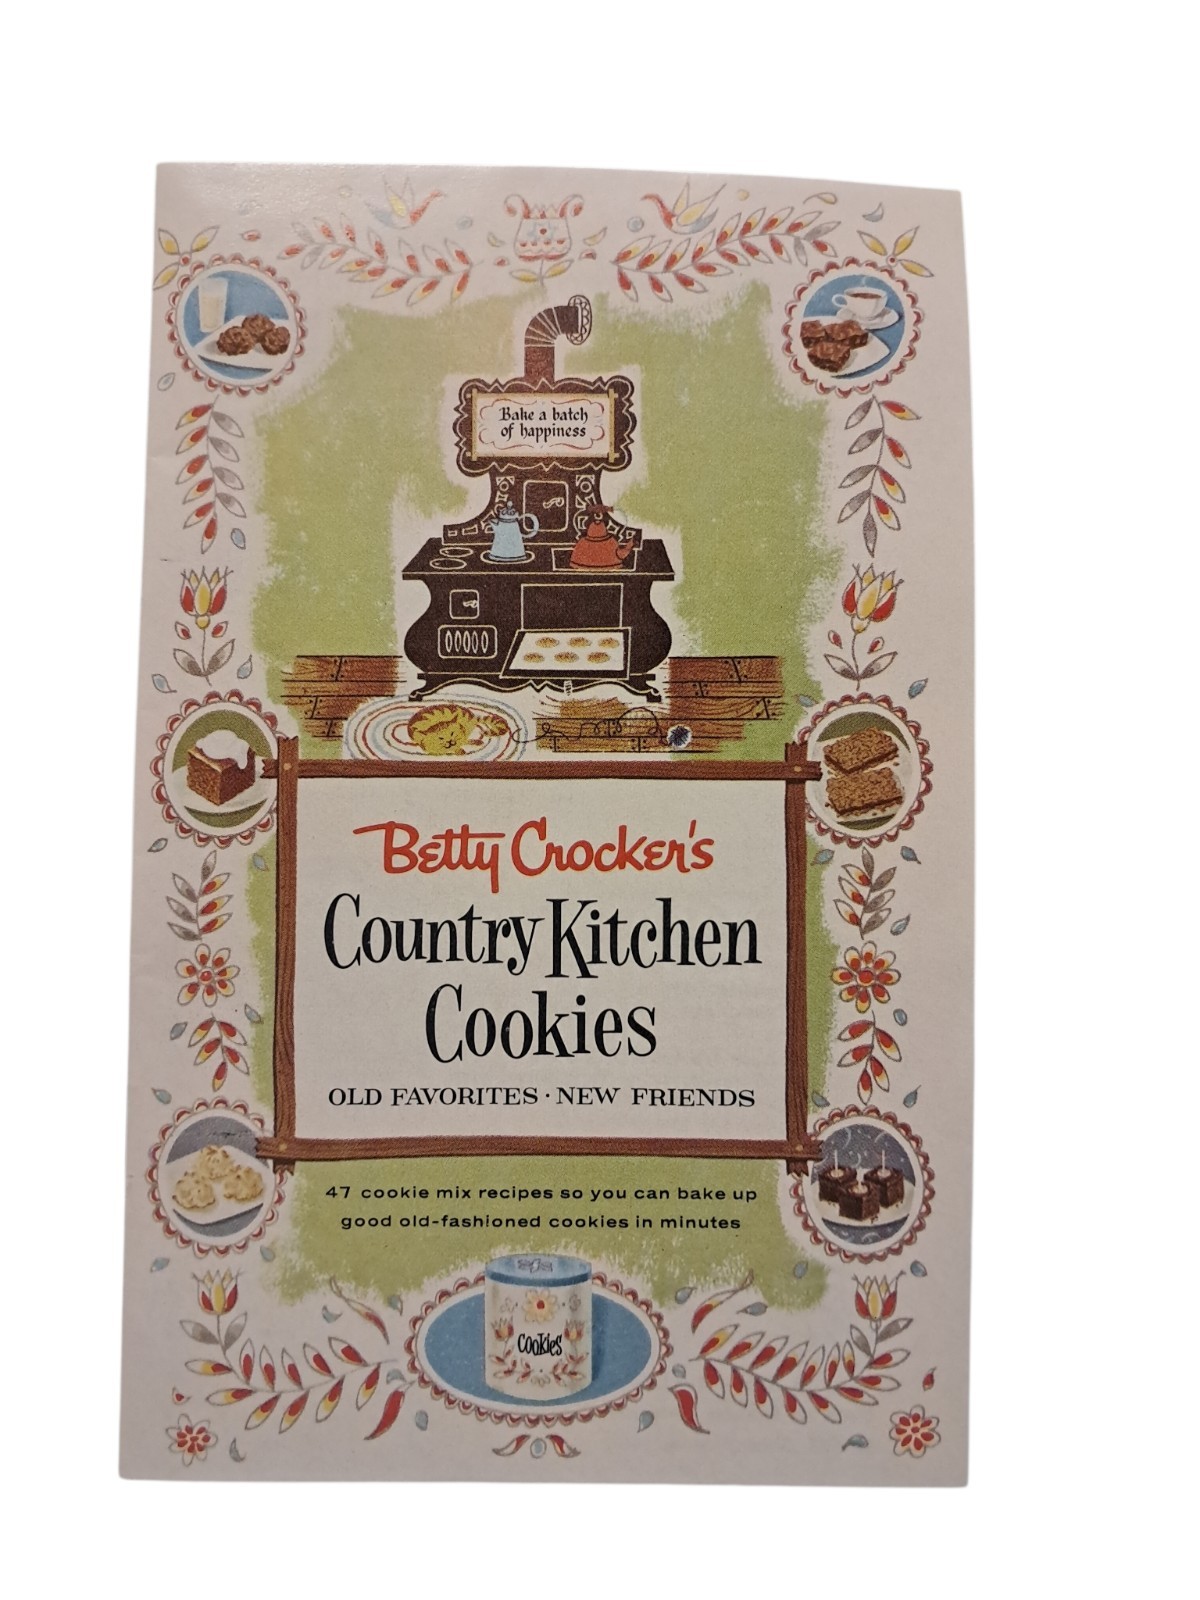 Bake a batch
of happiness
Betty Crocker's
Country Kitchen
Cookies
OLD FAVORITES · NEW FRIENDS
47 cookie mix recipes so you can bake up
good old-fashioned cookies in minutes
Cookies